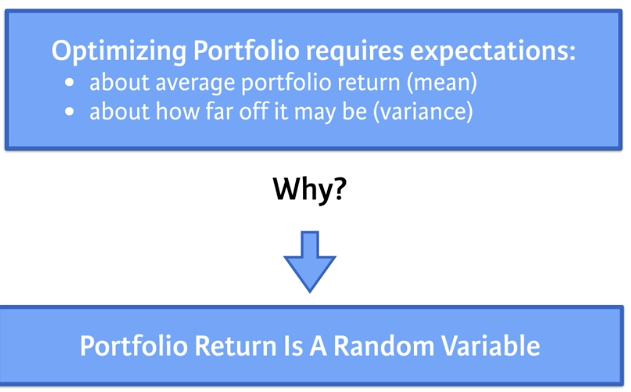 Optimizing Portfolio requires expectations:
• about average portfolio return (mean)
• about how far off it may be (variance)
Why?
Portfolio Return Is A Random Variable